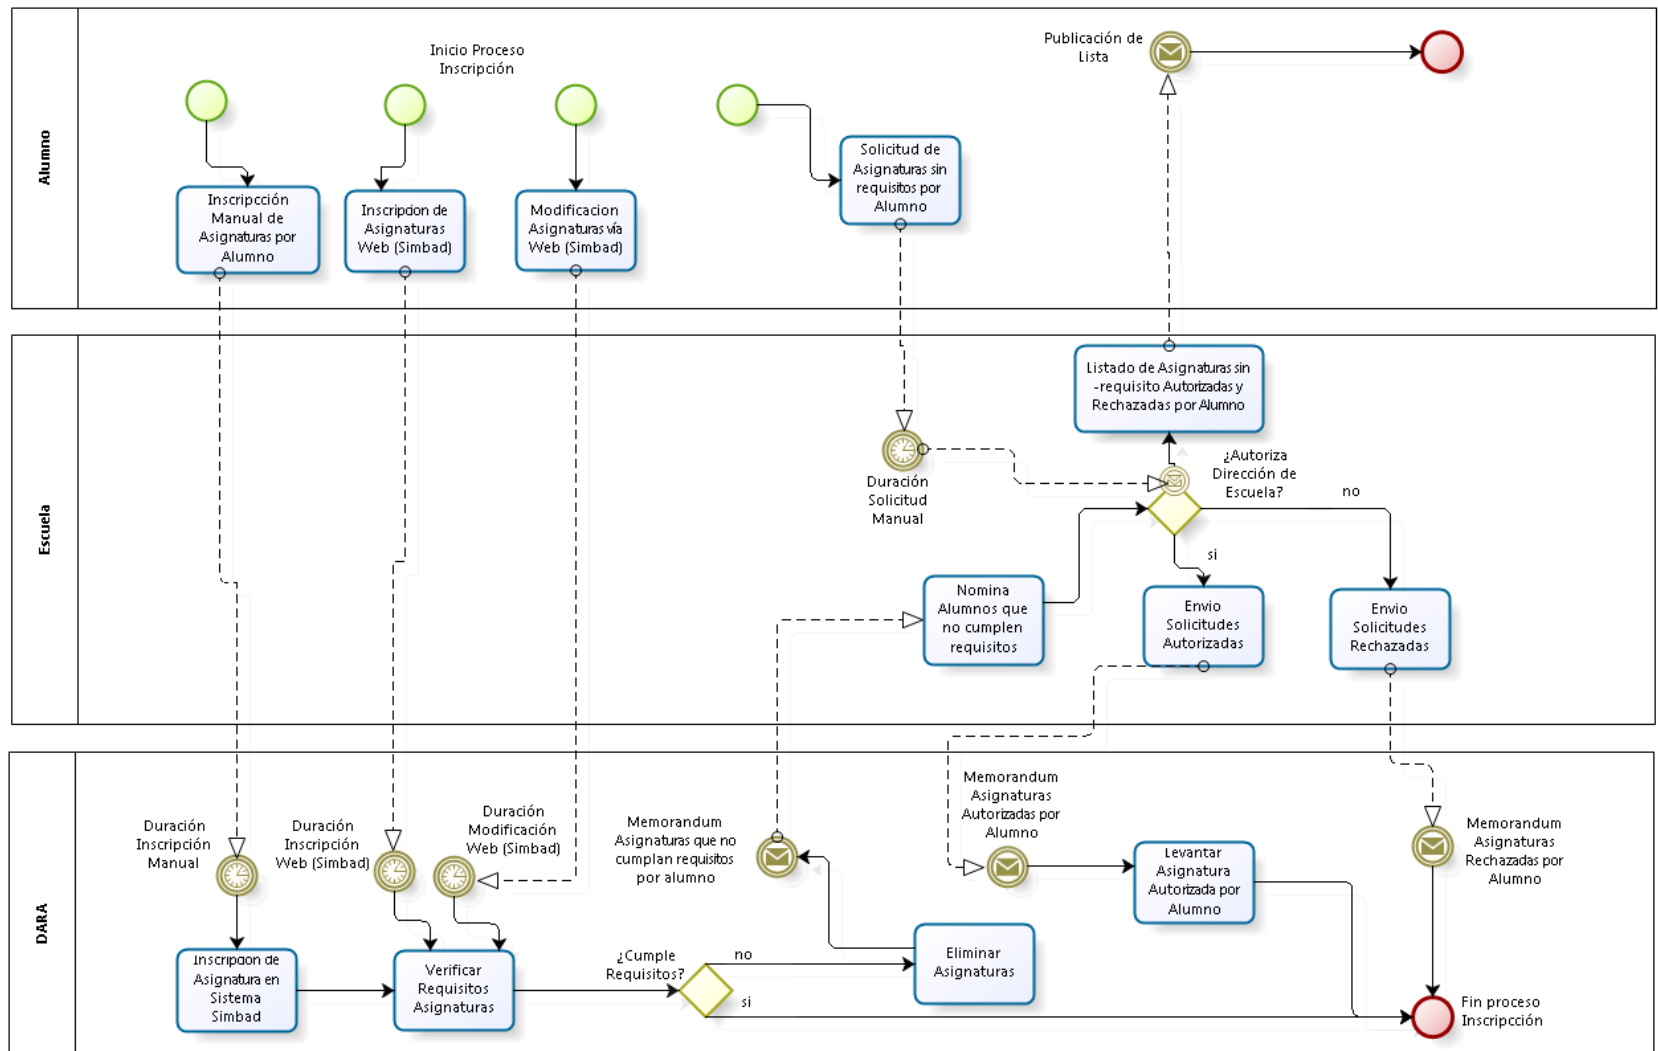 Alumno
Inicio Proceso
Inscripción
Publicación de
Lista
Inscripcción
Manual de
Asignaturas por
Alumno
Inscripcion de
Asignaturas
Web (Simbad)
Modificacion
Asignaturas vía
Web (Simbad)
Solicitud de
Asignaturas sin
requisitos por
Alumno
Escuela
Listado de Asignaturas sin
-requisito Autorizadas y
Rechazadas por Alumno
Duración
Solicitud
Manual
¿Autoriza
Dirección de
Escuela?
no
si
Nomina
Alumnos que
no cumplen
requisitos
Envio
Solicitudes
Autorizadas
Envio
Solicitudes
Rechazadas
DARA
Duración
Inscripción
Manual
Duración
Inscripción
Web (Simbad)
Duración
Modificación
Web (Simbad)
Memorandum
Asignaturas que no
cumplan requisitos
por alumno
Memorandum
Asignaturas
Autorizadas por
Alumno
Levantar
Asignatura
Autorizada por
Alumno
Memorandum
Asignaturas
Rechazadas por
Alumno
Inscripcion de
Asignatura en
Sistema
Simbad
Verificar
Requisitos
Asignaturas
¿Cumple
Requisitos?
no
si
Eliminar
Asignaturas
Fin proceso
Inscripcción